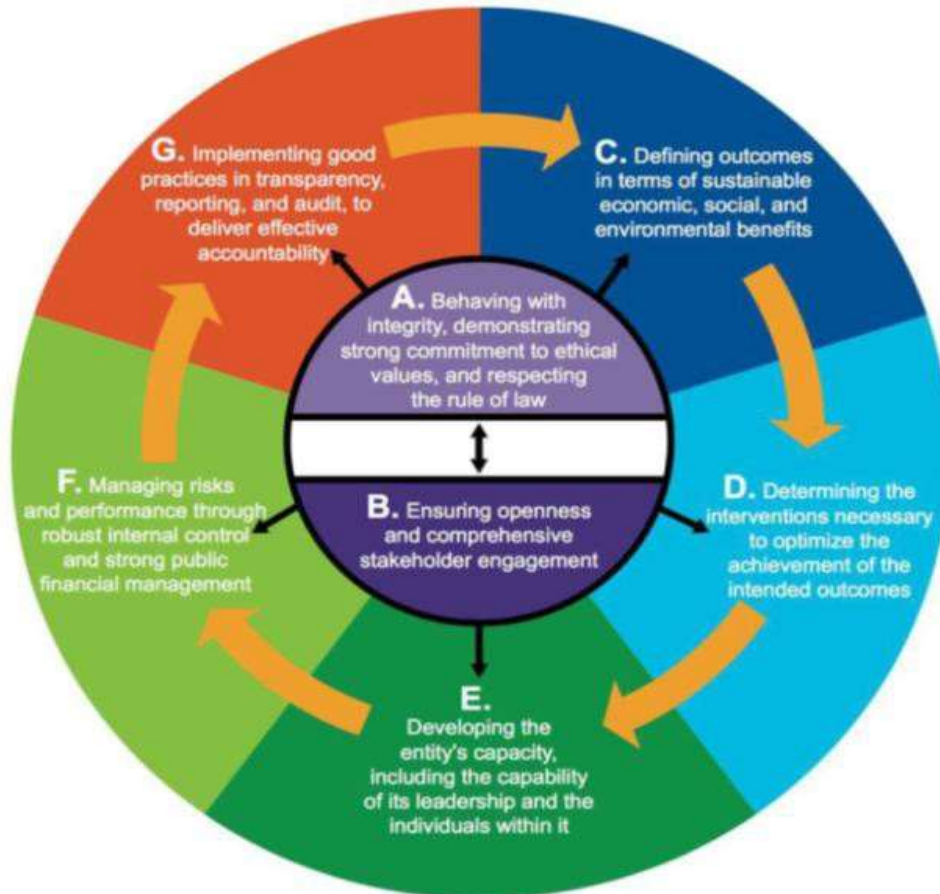 A. Behaving with
integrity, demonstrating
strong commitment to ethical
values, and respecting
the rule of law
B. Ensuring openness
and comprehensive
stakeholder engagement
C. Defining outcomes
in terms of sustainable
economic, social, and
environmental benefits
D. Determining the
interventions necessary
to optimize the
achievement of the
intended outcomes
E.
Developing the
entity's capacity,
including the capability
of its leadership and the
individuals within it
F. Managing risks
and performance through
robust internal control
and strong public
financial management
G. Implementing good
practices in transparency,
reporting, and audit, to
deliver effective
accountability